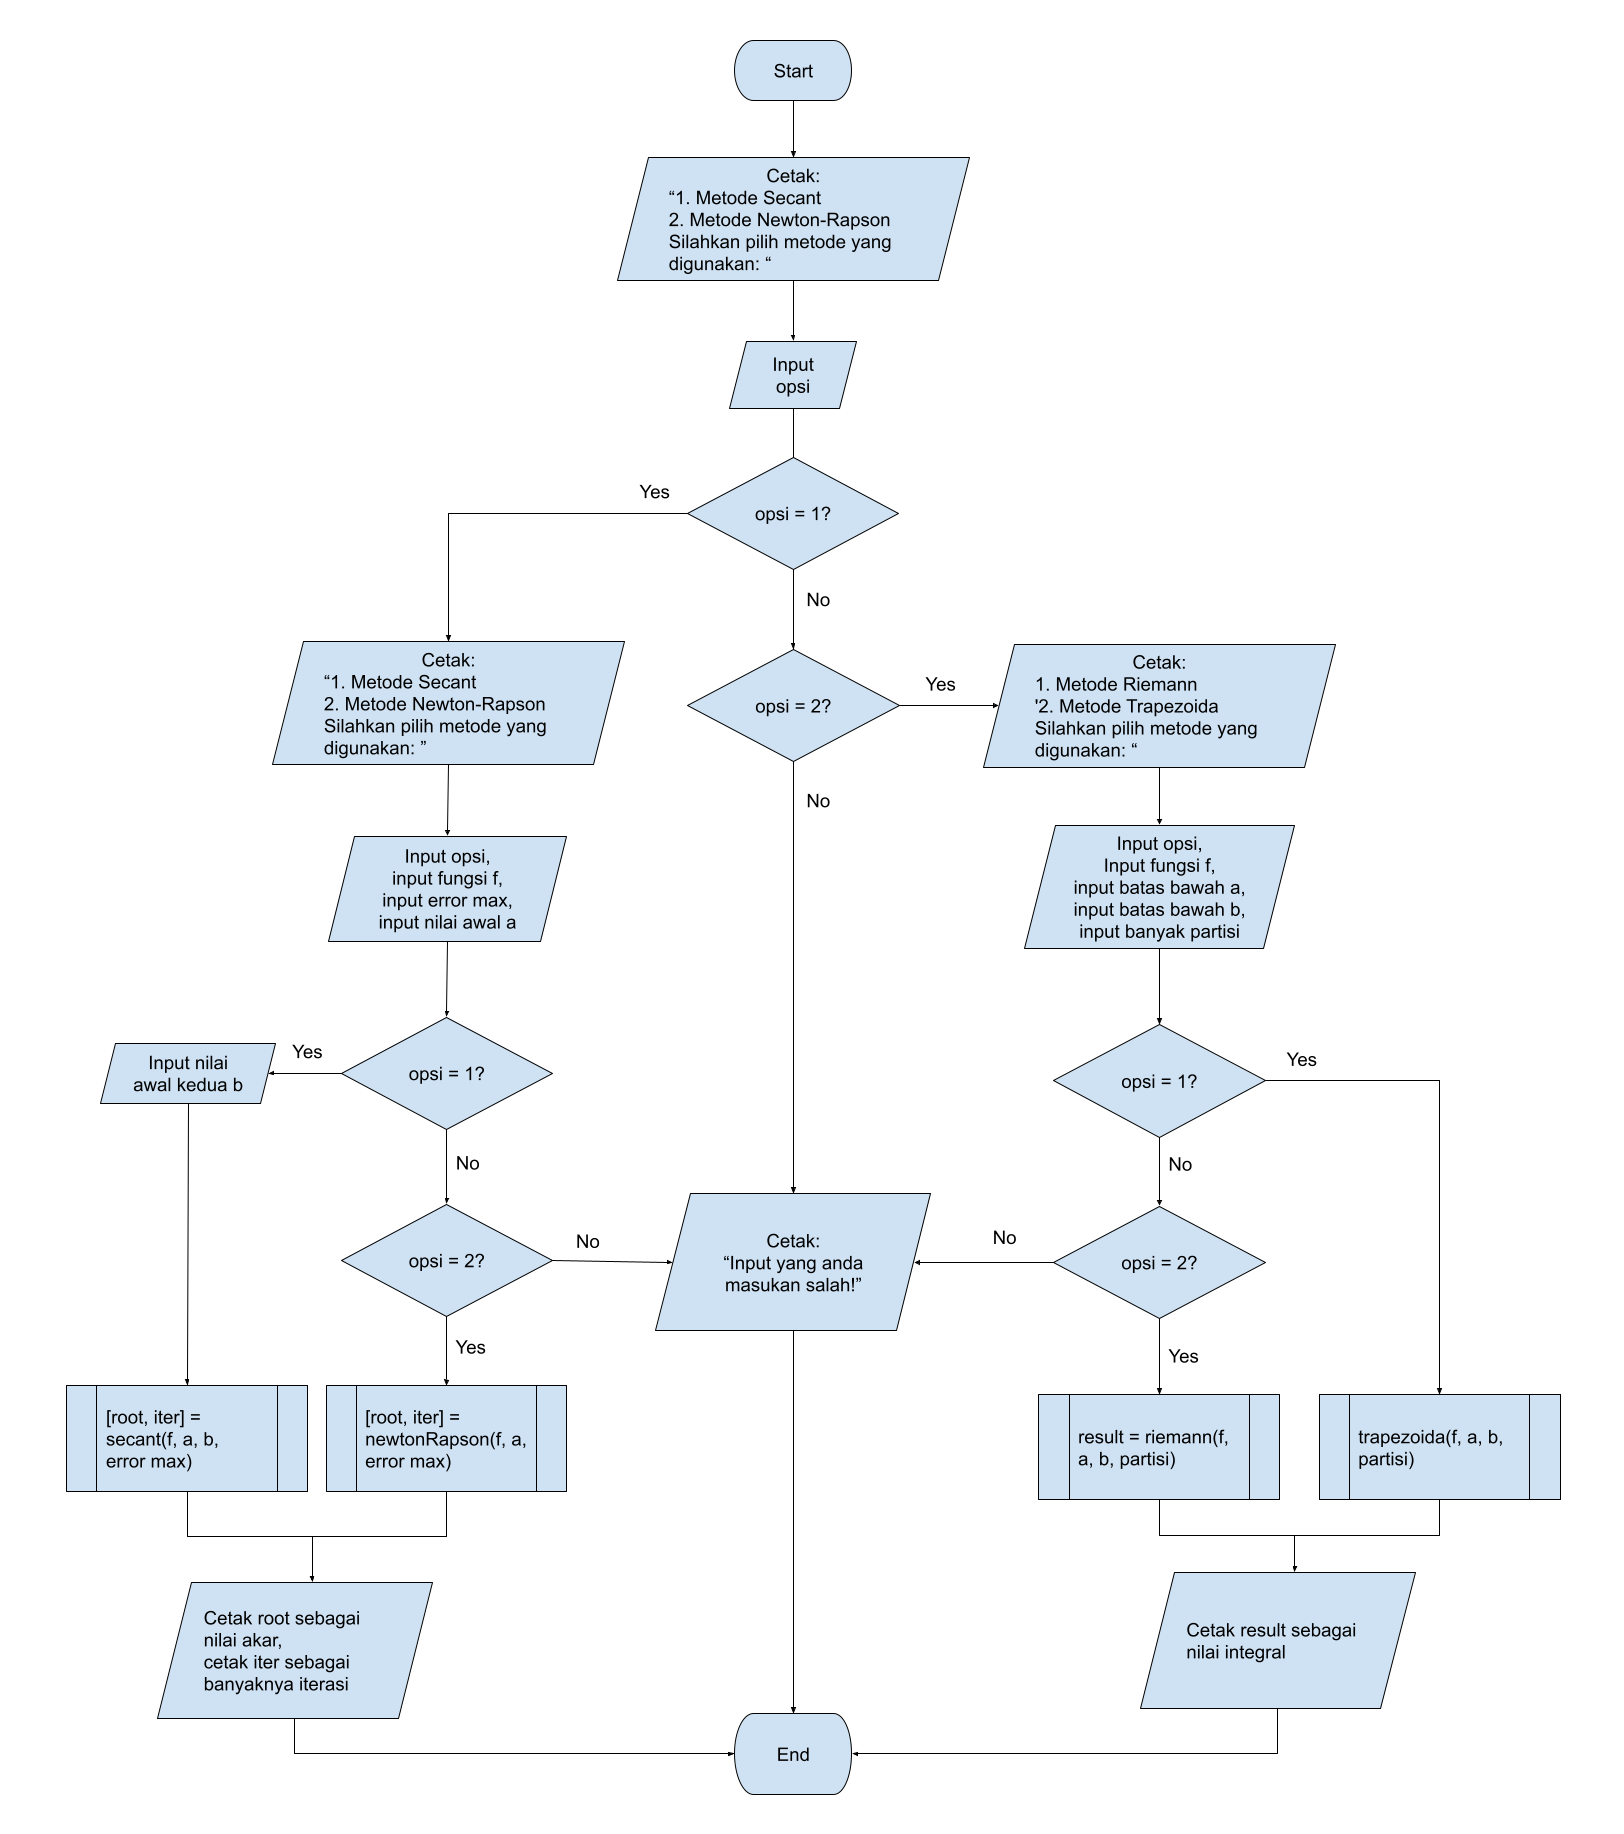 Start
Cetak:
“1. Metode Secant
2. Metode Newton-Rapson
Silahkan pilih metode yang
digunakan: “
Input
opsi
Yes
opsi = 1?
No
Cetak:
“1. Metode Secant
2. Metode Newton-Rapson
Silahkan pilih metode yang
digunakan: ”
opsi = 2?
Yes
Cetak:
1. Metode Riemann
'2. Metode Trapezoida
Silahkan pilih metode yang
digunakan: “
No
Input opsi,
input fungsi f,
input error max,
input nilai awal a
Input opsi,
Input fungsi f,
input batas bawah a,
input batas bawah b,
input banyak partisi
Input nilai
awal kedua b
Yes
opsi = 1?
No
opsi = 1?
Yes
No
opsi = 2?
No
Yes
Cetak:
“Input yang anda
masukan salah!”
No
opsi = 2?
Yes
[root, iter] =
secant(f, a, b,
error max)
[root, iter] =
newtonRapson(f, a,
error max)
result = riemann(f,
a, b, partisi)
trapezoida(f, a, b,
partisi)
Cetak root sebagai
nilai akar,
cetak iter sebagai
banyaknya iterasi
Cetak result sebagai
nilai integral
End